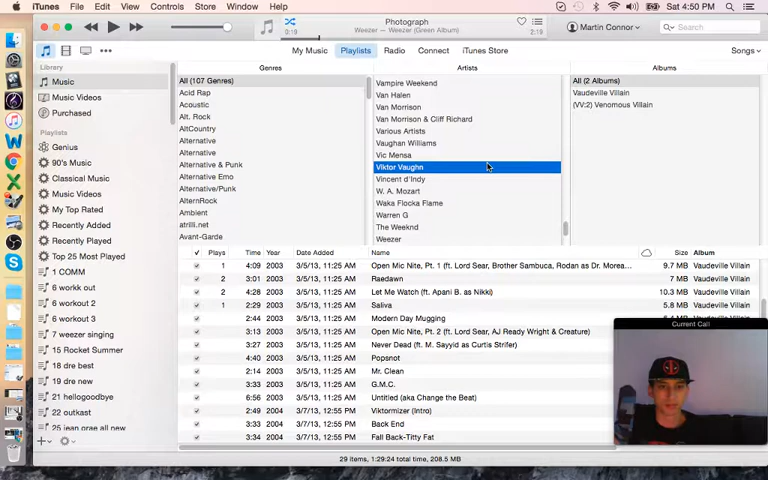 iTunes File Edit View Controls Store Window Help Sat 4:50 PM
Photograph
Weezer — Weezer (Green Album)
0:19 2:19
Martin Connor
Search
My Music Playlists Radio Connect iTunes Store Songs
Library
Music
Music Videos
Purchased
Playlists
Genius
90's Music
Classical Music
Music Videos
My Top Rated
Recently Added
Recently Played
Top 25 Most Played
1 COMM
6 workk out
6 workout 2
6 workout 3
7 weezer singing
15 Rocket Summer
18 dre best
19 dre new
21 hellogoodbye
22 outkast
25 jean grae all new
Genres
All (107 Genres)
Acid Rap
Acoustic
Alt. Rock
AltCountry
Alternative
Alternative
Alternative & Punk
Alternative Emo
Alternative/Punk
AlternRock
Ambient
atrilli.net
Avant-Garde
Artists
Vampire Weekend
Van Halen
Van Morrison
Van Morrison & Cliff Richard
Various Artists
Vaughan Williams
Vic Mensa
Viktor Vaughn
Vincent d'Indy
W. A. Mozart
Waka Flocka Flame
Warren G
The Weeknd
Weezer
Albums
All (2 Albums)
Vaudeville Villain
(VV:2) Venomous Villain
✓ Plays Time Year Date Added Name Size Album
1 4:09 2003 3/5/13, 11:25 AM Open Mic Nite, Pt. 1 (ft. Lord Sear, Brother Sambuca, Rodan as Dr. Morea... 9.7 MB Vaudeville Villain
2 3:01 2003 3/5/13, 11:25 AM Raedawn 7 MB Vaudeville Villain
2 4:28 2003 3/5/13, 11:25 AM Let Me Watch (ft. Apani B. as Nikki) 10.3 MB Vaudeville Villain
1 2:29 2003 3/5/13, 11:25 AM Saliva 5.8 MB Vaudeville Villain
2:44 2003 3/5/13, 11:25 AM Modern Day Mugging Vaudeville Villain
3:13 2003 3/5/13, 11:25 AM Open Mic Nite, Pt. 2 (ft. Lord Sear, AJ Ready Wright & Creature)
3:27 2003 3/5/13, 11:25 AM Never Dead (ft. M. Sayyid as Curtis Strifer)
4:40 2003 3/5/13, 11:25 AM Popsnot
2:14 2003 3/5/13, 11:25 AM Mr. Clean
3:33 2003 3/5/13, 11:25 AM G.M.C.
6:56 2003 3/5/13, 11:25 AM Untitled (aka Change the Beat)
2:49 2004 3/7/13, 12:55 PM Viktormizer (Intro)
2:33 2004 3/7/13, 12:55 PM Back End
3:34 2004 3/7/13, 12:55 PM Fall Back-Titty Fat
Current Call
29 items, 1:29:24 total time, 208.5 MB